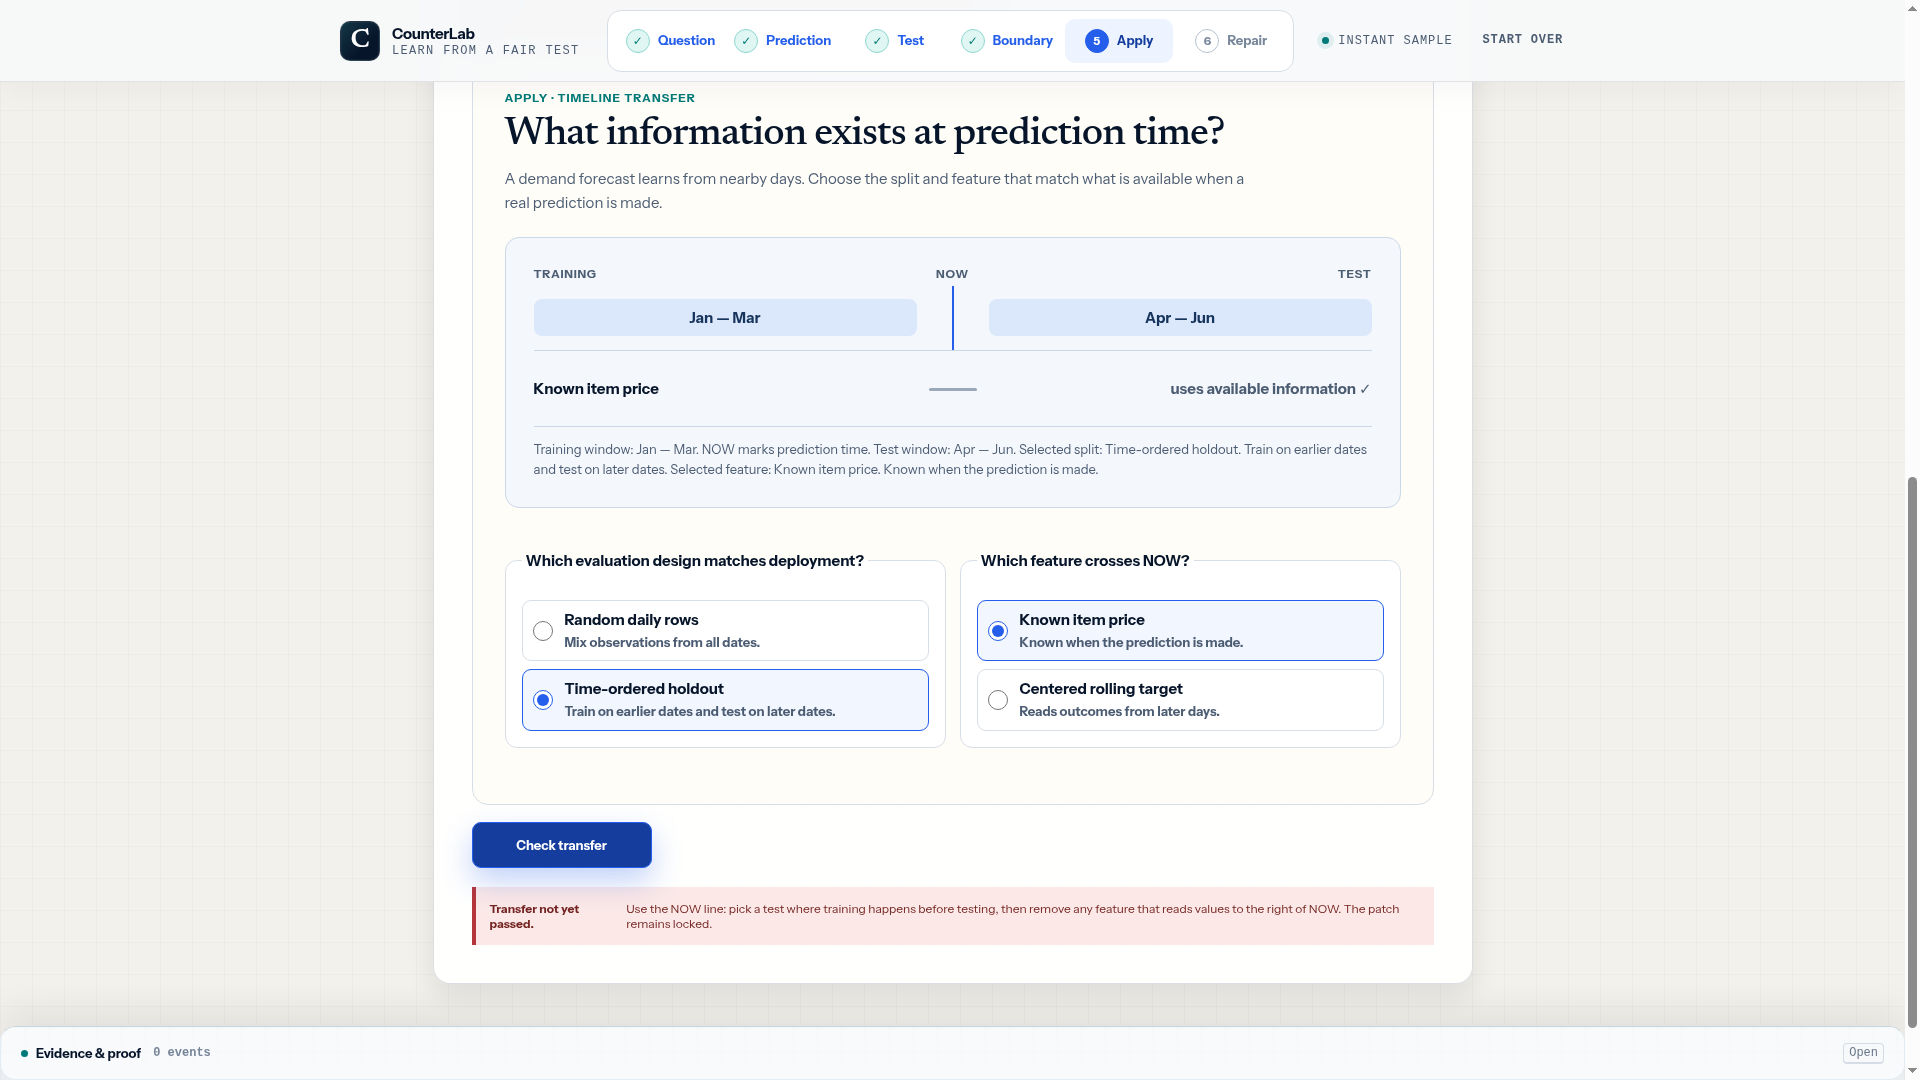 C
CounterLab
LEARN FROM A FAIR TEST
✓ Question
✓ Prediction
✓ Test
✓ Boundary
5 Apply
6 Repair
INSTANT SAMPLE
START OVER
APPLY · TIMELINE TRANSFER
What information exists at prediction time?
A demand forecast learns from nearby days. Choose the split and feature that match what is available when a
real prediction is made.
TRAINING
NOW
TEST
Jan — Mar
Apr — Jun
Known item price
uses available information ✓
Training window: Jan — Mar. NOW marks prediction time. Test window: Apr — Jun. Selected split: Time-ordered holdout. Train on earlier dates
and test on later dates. Selected feature: Known item price. Known when the prediction is made.
Which evaluation design matches deployment?
Random daily rows
Mix observations from all dates.
Time-ordered holdout
Train on earlier dates and test on later dates.
Which feature crosses NOW?
Known item price
Known when the prediction is made.
Centered rolling target
Reads outcomes from later days.
Check transfer
Transfer not yet
passed.
Use the NOW line: pick a test where training happens before testing, then remove any feature that reads values to the right of NOW. The patch
remains locked.
Evidence & proof
0 events
Open